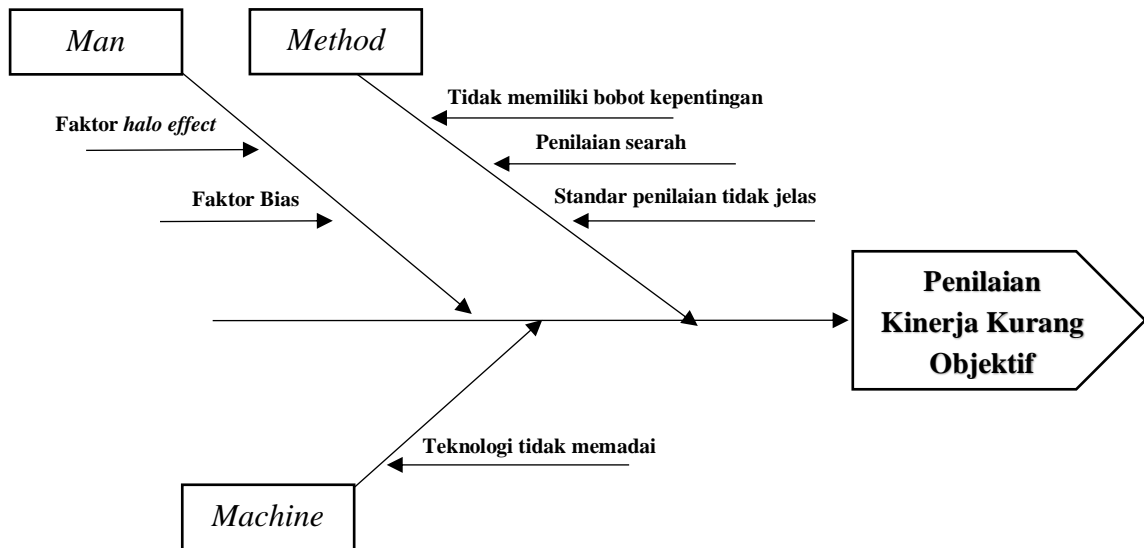 Man
Method
Tidak memiliki bobot kepentingan
Faktor halo effect
Penilaian searah
Faktor Bias
Standar penilaian tidak jelas
Penilaian
Kinerja Kurang
Objektif
Teknologi tidak memadai
Machine